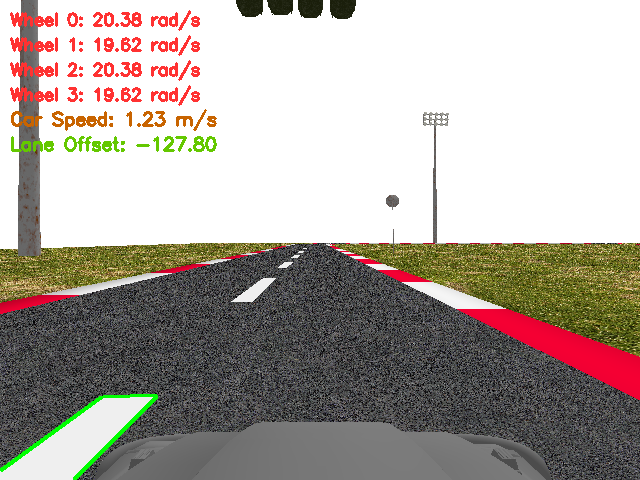 Wheel 0: 20.38 rad/s
Wheel 1: 19.62 rad/s
Wheel 2: 20.38 rad/s
Wheel 3: 19.62 rad/s
Car Speed: 1.23 m/s
Lane Offset: -127.80